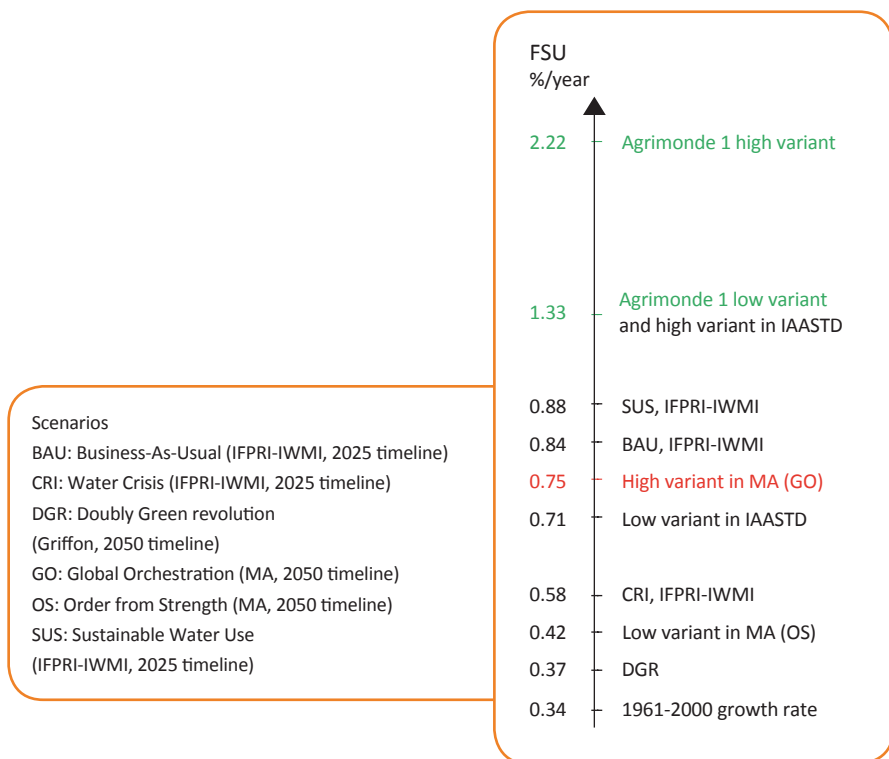 FSU
%/year
2.22 Agrimonde 1 high variant
1.33 Agrimonde 1 low variant
and high variant in IAASTD
0.88 SUS, IFPRI-IWMI
0.84 BAU, IFPRI-IWMI
0.75 High variant in MA (GO)
0.71 Low variant in IAASTD
0.58 CRI, IFPRI-IWMI
0.42 Low variant in MA (OS)
0.37 DGR
0.34 1961-2000 growth rate
Scenarios
BAU: Business-As-Usual (IFPRI-IWMI, 2025 timeline)
CRI: Water Crisis (IFPRI-IWMI, 2025 timeline)
DGR: Doubly Green revolution
(Griffon, 2050 timeline)
GO: Global Orchestration (MA, 2050 timeline)
OS: Order from Strength (MA, 2050 timeline)
SUS: Sustainable Water Use
(IFPRI-IWMI, 2025 timeline)